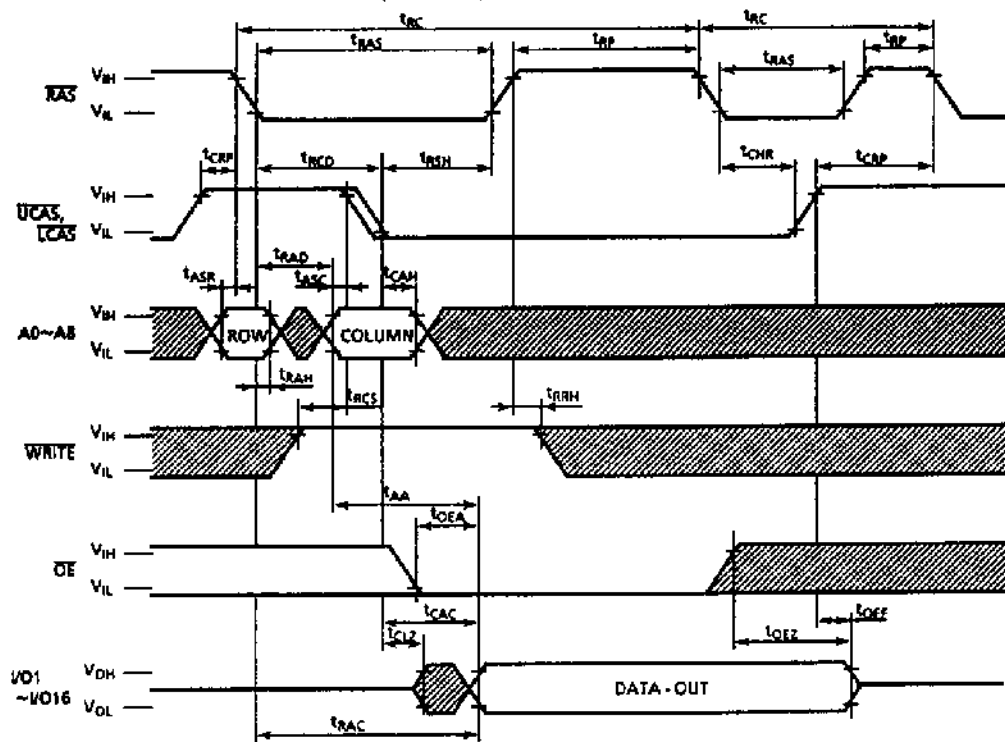 tRC tRC
tRAS tRP tRAS tRP
VIH
RAS
VIL
tCRP tRCD tRSH tCHR tCRP
VIH
UCAS,
LCAS
VIL
tASR tRAD tASC tCAH
VIH
A0~A8 ROW COLUMN
VIL
tRAH tRCS tRRH
VIH
WRITE
VIL
tAA
tOEA
VIH
OE
VIL
tCAC tOEZ tOFF
tCLZ
VOH
I/O1
~I/O16 DATA-OUT
VOL
tRAC